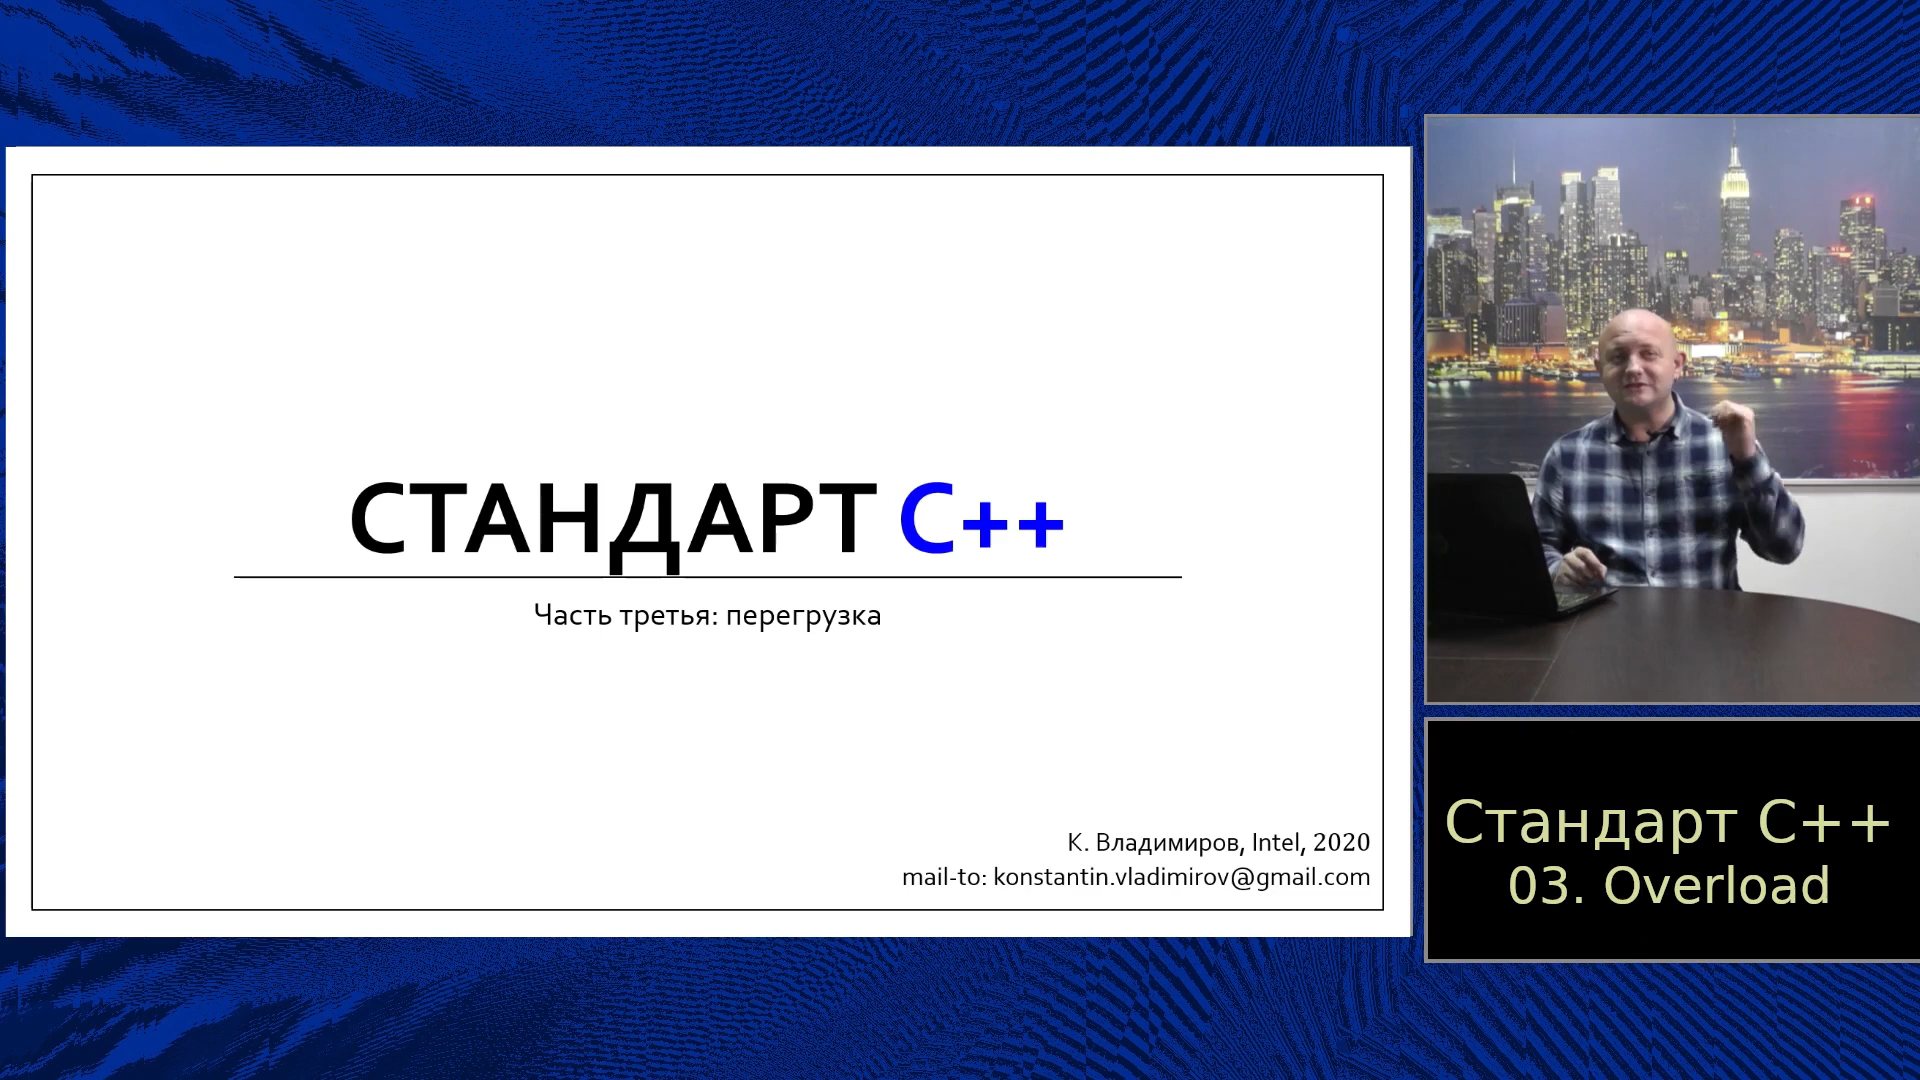 СТАНДАРТ C++
Часть третья: перегрузка
К. Владимиров, Intel, 2020
mail-to: konstantin.vladimirov@gmail.com
Стандарт C++
03. Overload